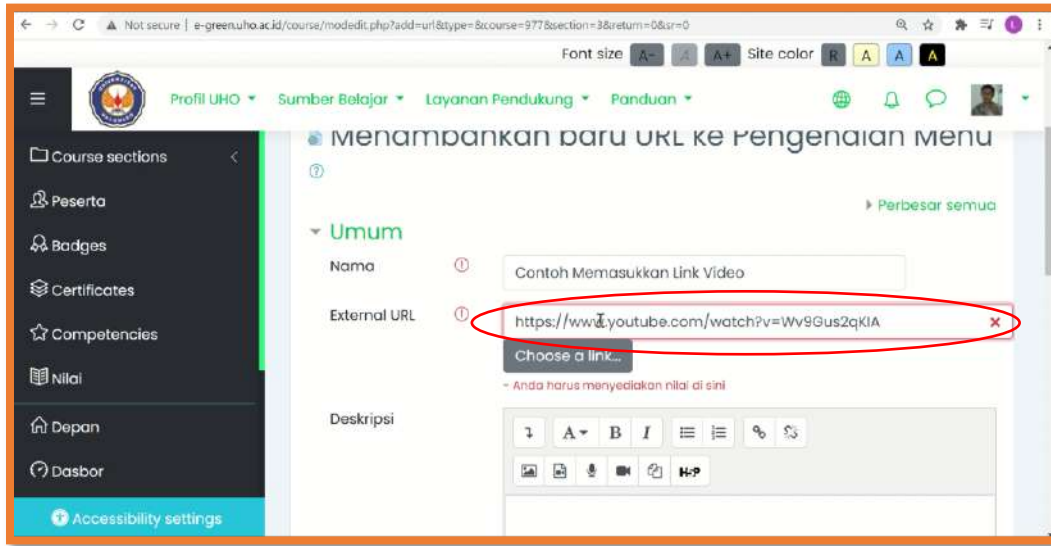 Not secure | e-green.uho.ac.id/course/modedit.php?add=url&type=&course=977&section=3&return=0&sr=0
Font size A- A A+ Site color R A A A
Profil UHO Sumber Belajar Layanan Pendukung Panduan
Menambahkan baru URL ke Pengenalan Menu
Course sections
Peserta
Badges
Certificates
Competencies
Nilai
Depan
Dasbor
Accessibility settings
Perbesar semua
Umum
Nama
Contoh Memasukkan Link Video
External URL
https://www.youtube.com/watch?v=Wv9Gus2qKIA
Choose a link...
- Anda harus menyediakan nilai di sini
Deskripsi
A B I
H-P